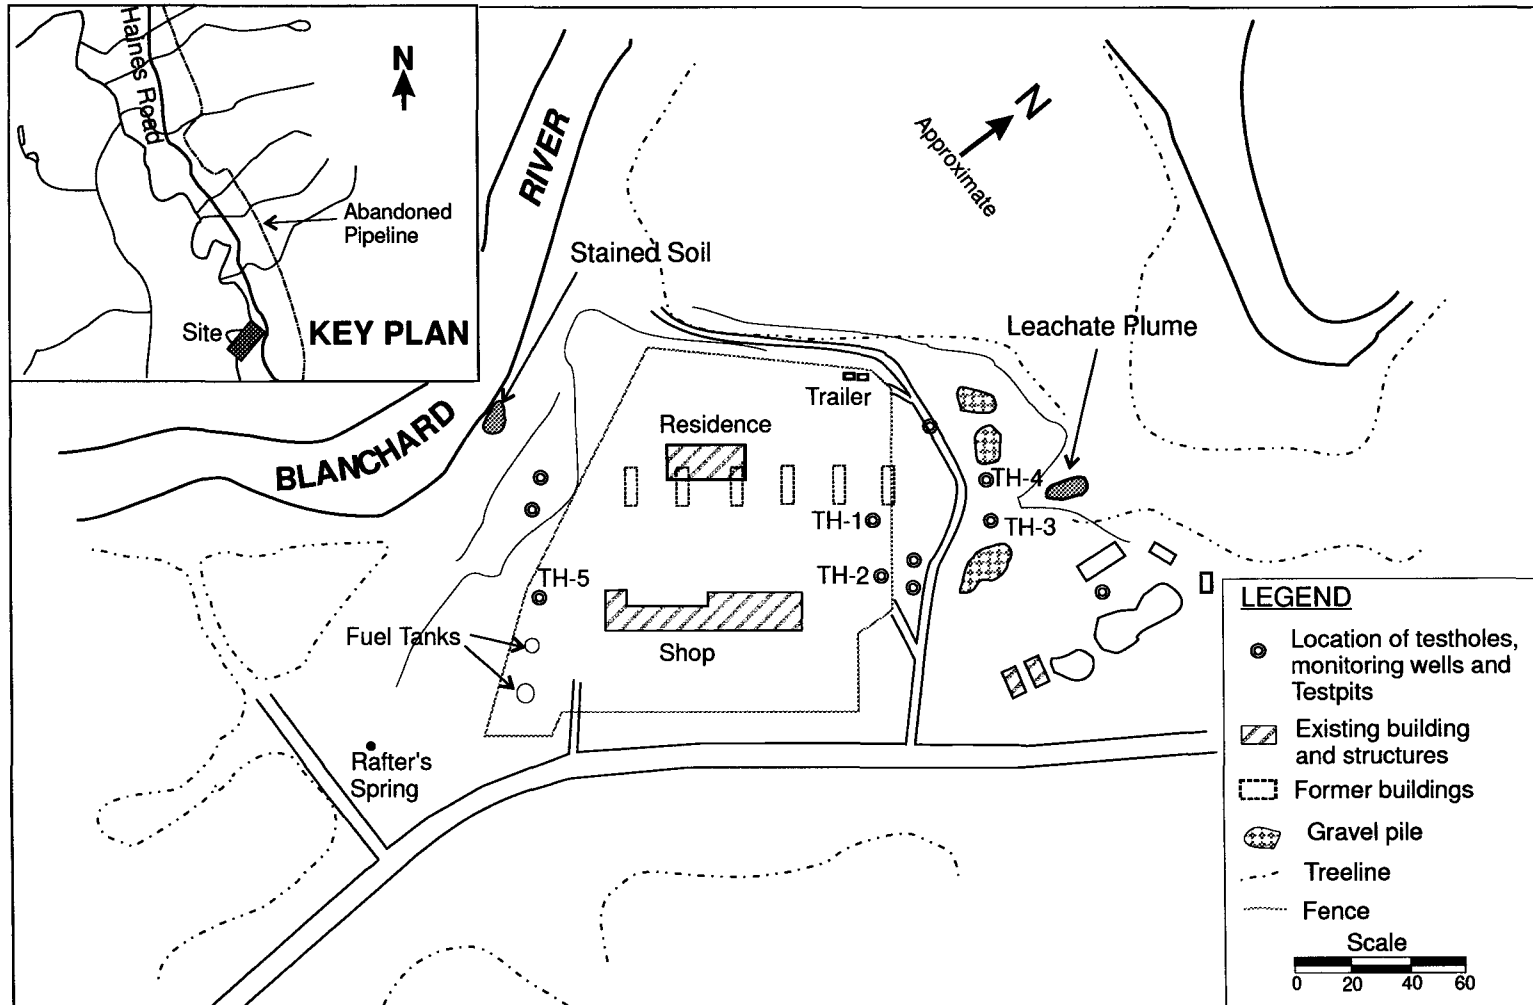 Haines Road
N
Abandoned
Pipeline
Site
KEY PLAN
RIVER
BLANCHARD
Stained Soil
Approximate
N
Leachate Plume
Trailer
Residence
TH-4
TH-1
TH-3
TH-2
TH-5
Fuel Tanks
Shop
Rafter's
Spring
LEGEND
Location of testholes,
monitoring wells and
Testpits
Existing building
and structures
Former buildings
Gravel pile
Treeline
Fence
Scale
0 20 40 60